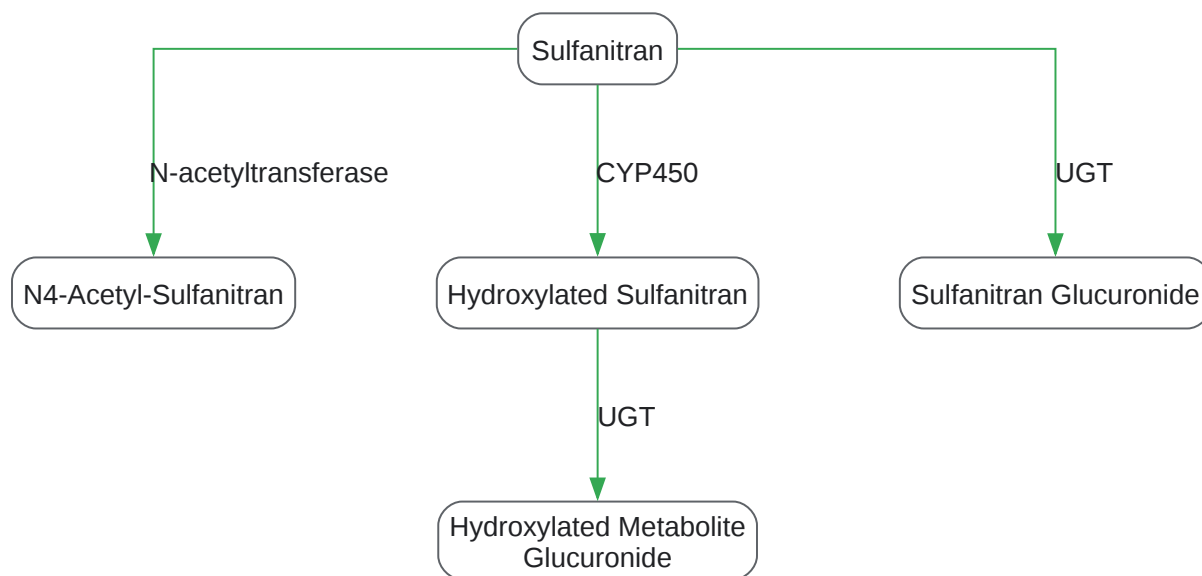 Sulfanitran
N-acetyltransferase
CYP450
UGT
N4-Acetyl-Sulfanitran
Hydroxylated Sulfanitran
Sulfanitran Glucuronide
UGT
Hydroxylated Metabolite
Glucuronide